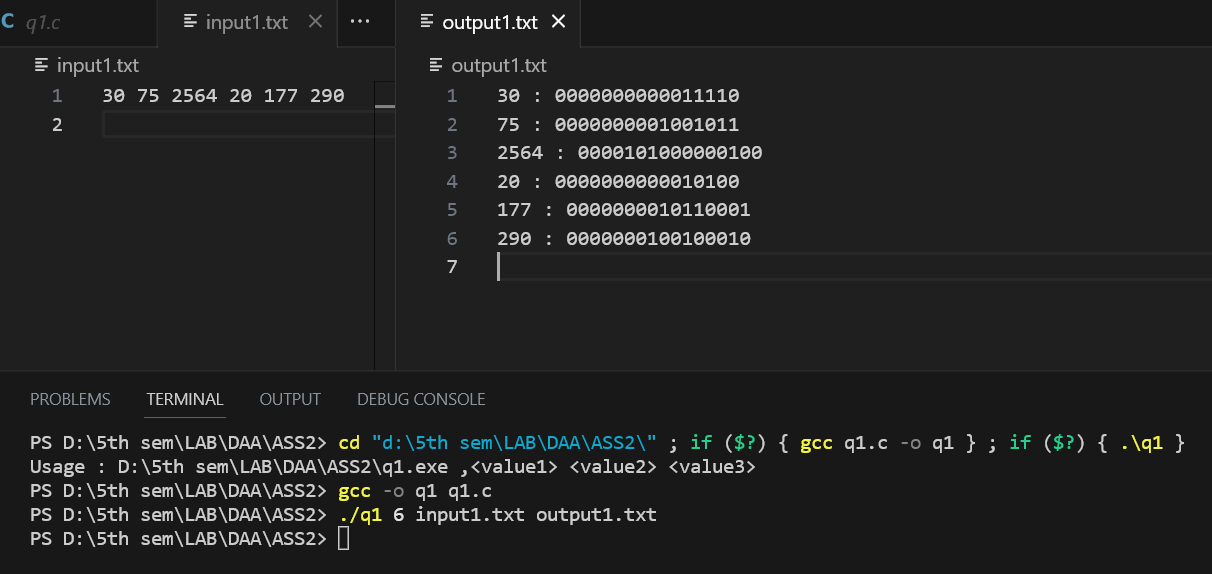 C q1.c
input1.txt
output1.txt
input1.txt
1 30 75 2564 20 177 290
2
output1.txt
1 30 : 0000000000011110
2 75 : 0000000001001011
3 2564 : 0000101000000100
4 20 : 0000000000010100
5 177 : 0000000010110001
6 290 : 0000000100100010
7
PROBLEMS TERMINAL OUTPUT DEBUG CONSOLE
PS D:\5th sem\LAB\DAA\ASS2> cd "d:\5th sem\LAB\DAA\ASS2\" ; if ($?) { gcc q1.c -o q1 } ; if ($?) { .\q1 }
Usage : D:\5th sem\LAB\DAA\ASS2\q1.exe ,<value1> <value2> <value3>
PS D:\5th sem\LAB\DAA\ASS2> gcc -o q1 q1.c
PS D:\5th sem\LAB\DAA\ASS2> ./q1 6 input1.txt output1.txt
PS D:\5th sem\LAB\DAA\ASS2>